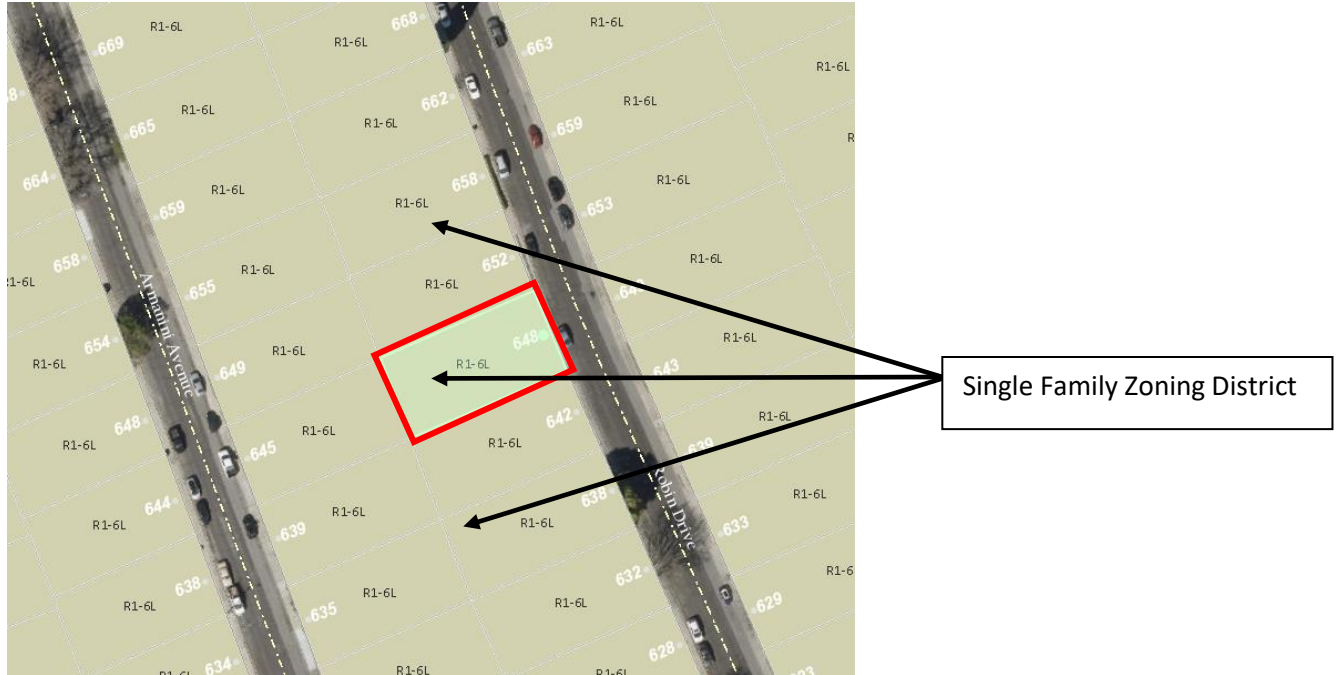 R1-6L
668
R1-6L
R1-6L
669
663
R1-6L
662
R1-6L
R1-6L
R1-6L
665
659
664
R1-6L
658
R1-6L
R1-6L
659
653
658
652
R1-6L
R1-6L
R1-6L
R1-6L
655
Armanini Avenue
654
648
R1-6L
R1-6L
R1-6L
R1-6L
649
643
Single Family Zoning District
648
642
R1-6L
R1-6L
R1-6L
R1-6L
645
639
644
638
Robin Drive
R1-6L
R1-6L
R1-6L
R1-6L
639
633
638
632
R1-6
R1-6L
R1-6L
R1-6L
635
629
634
628
R1-6L
R1-6L
R1-6L